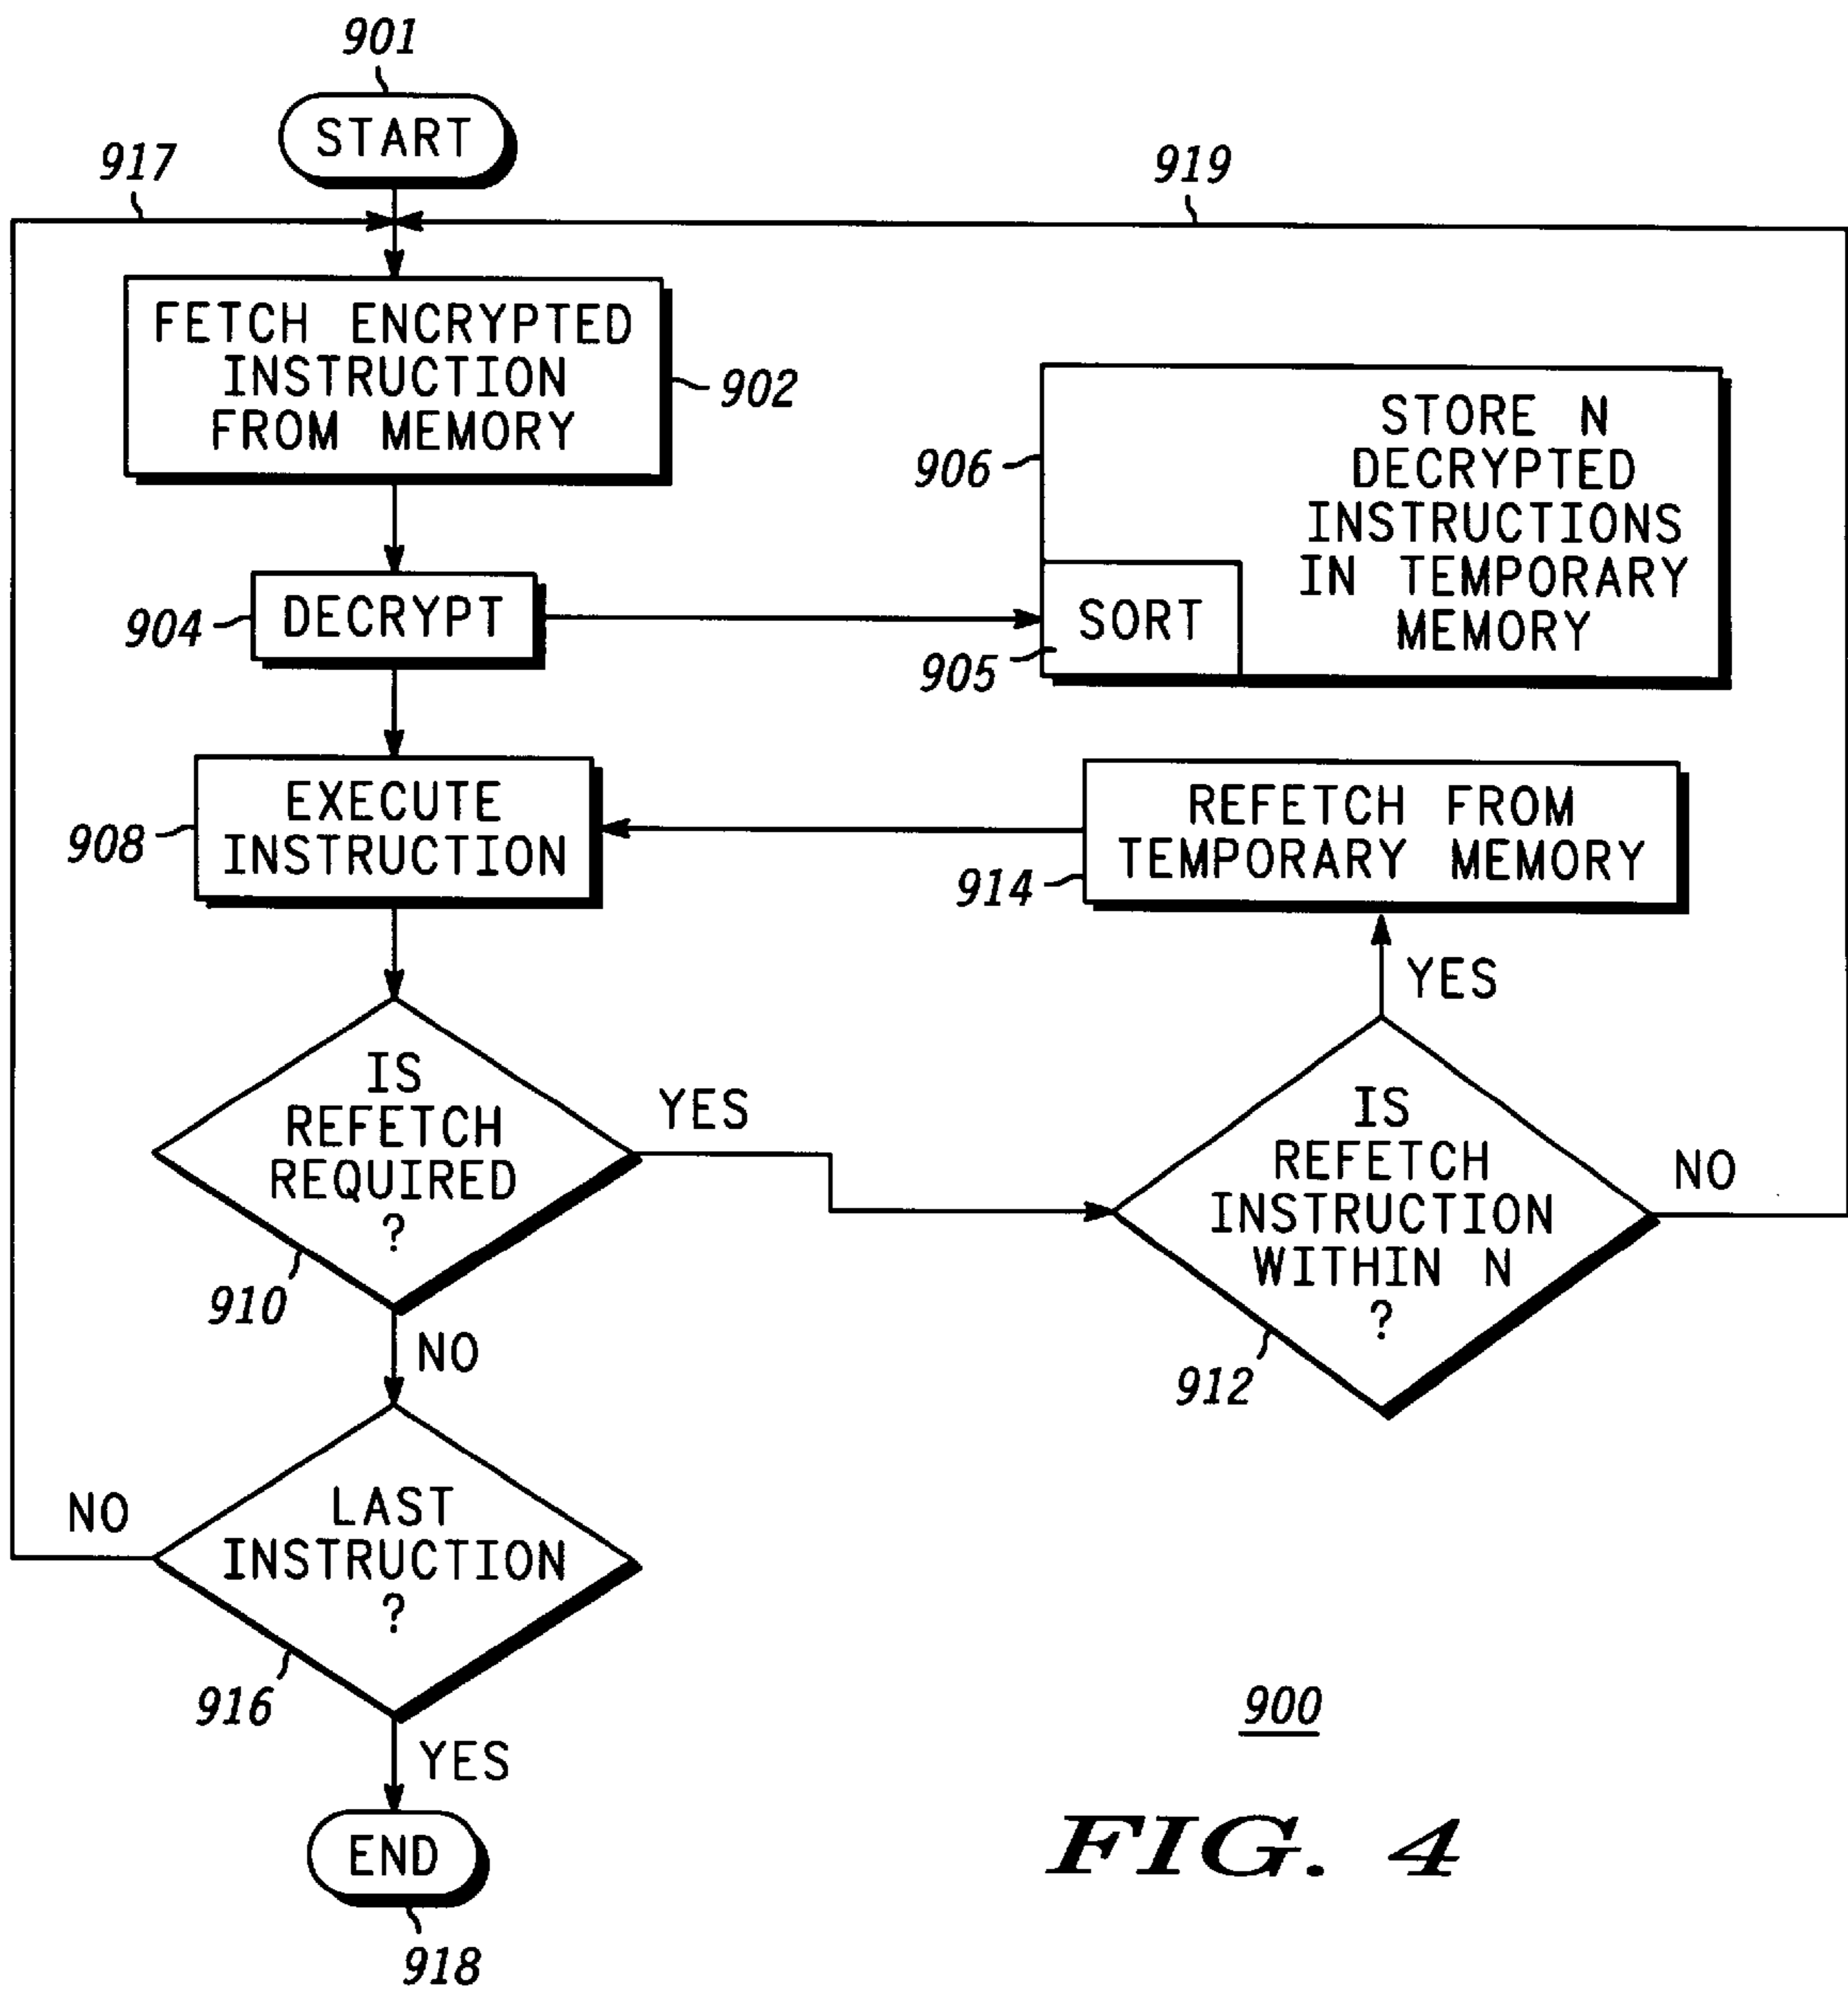 901
START
917
919
FETCH ENCRYPTED
INSTRUCTION
FROM MEMORY
902
STORE N
DECRYPTED
INSTRUCTIONS
IN TEMPORARY
MEMORY
906
SORT
905
DECRYPT
904
EXECUTE
INSTRUCTION
908
REFETCH FROM
TEMPORARY MEMORY
914
YES
IS
REFETCH
REQUIRED
?
910
YES
IS
REFETCH
INSTRUCTION
WITHIN N
?
912
NO
NO
LAST
INSTRUCTION
?
916
NO
YES
END
918
900
FIG. 4